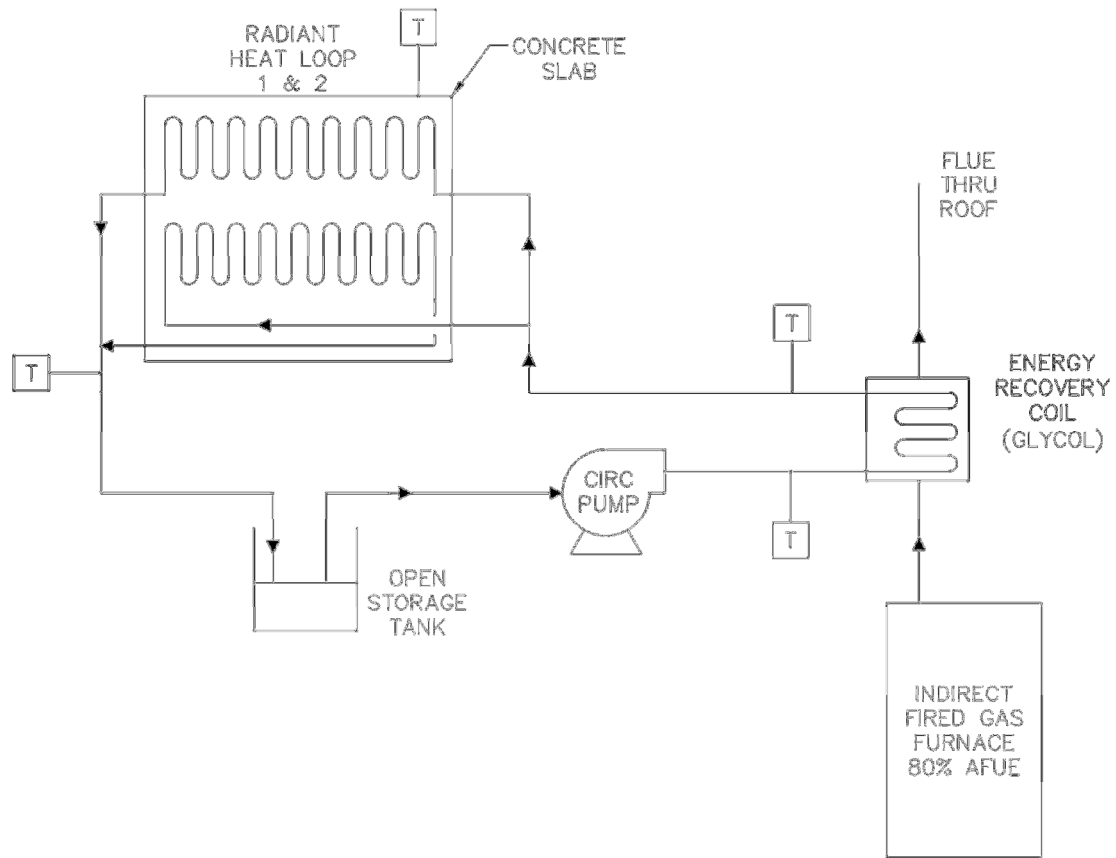 T
RADIANT
HEAT LOOP
1 & 2
CONCRETE
SLAB
FLUE
THRU
ROOF
T
T
ENERGY
RECOVERY
COIL
(GLYCOL)
CIRC
PUMP
T
OPEN
STORAGE
TANK
INDIRECT
FIRED GAS
FURNACE
80% AFUE